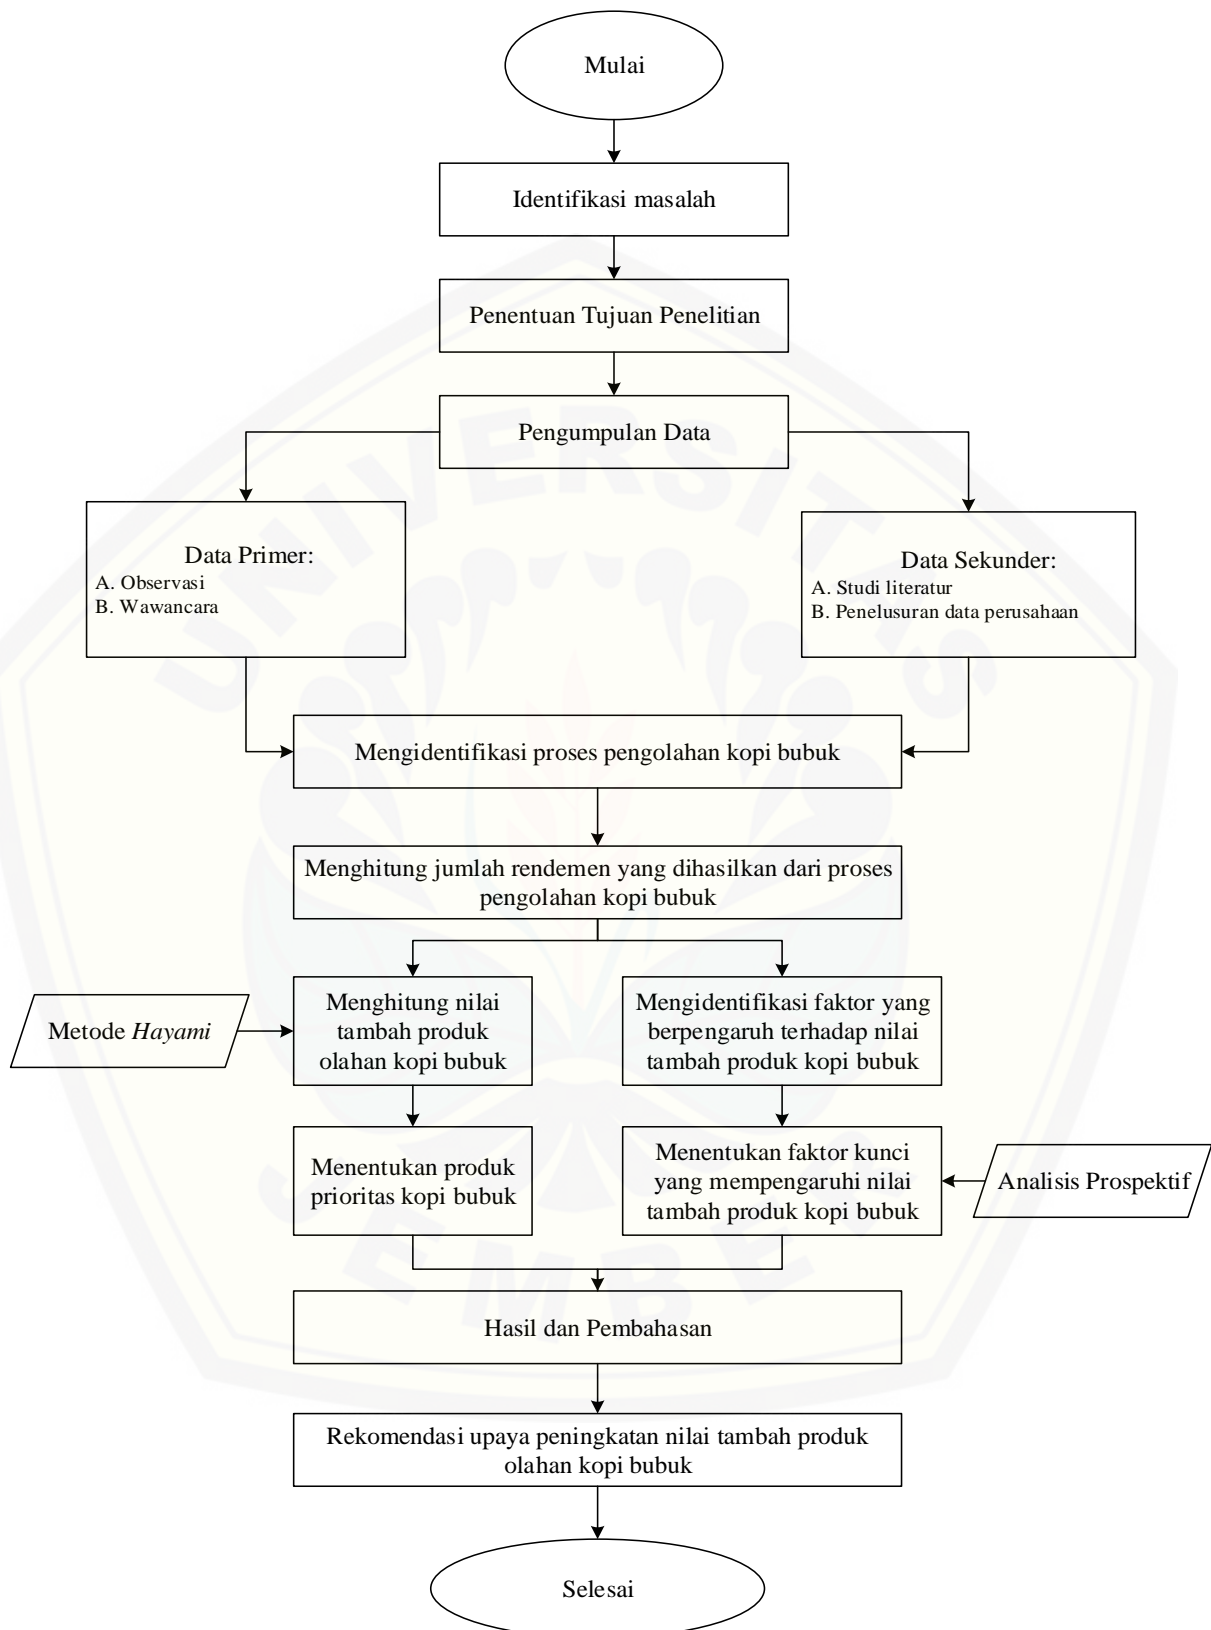 Mulai
Identifikasi masalah
Penentuan Tujuan Penelitian
Pengumpulan Data
Data Primer:
A. Observasi
B. Wawancara
Data Sekunder:
A. Studi literatur
B. Penelusuran data perusahaan
Mengidentifikasi proses pengolahan kopi bubuk
Menghitung jumlah rendemen yang dihasilkan dari proses
pengolahan kopi bubuk
Metode Hayami
Menghitung nilai
tambah produk
olahan kopi bubuk
Mengidentifikasi faktor yang
berpengaruh terhadap nilai
tambah produk kopi bubuk
Menentukan produk
prioritas kopi bubuk
Menentukan faktor kunci
yang mempengaruhi nilai
tambah produk kopi bubuk
Analisis Prospektif
Hasil dan Pembahasan
Rekomendasi upaya peningkatan nilai tambah produk
olahan kopi bubuk
Selesai
UNIVERSITAS
JEMBER